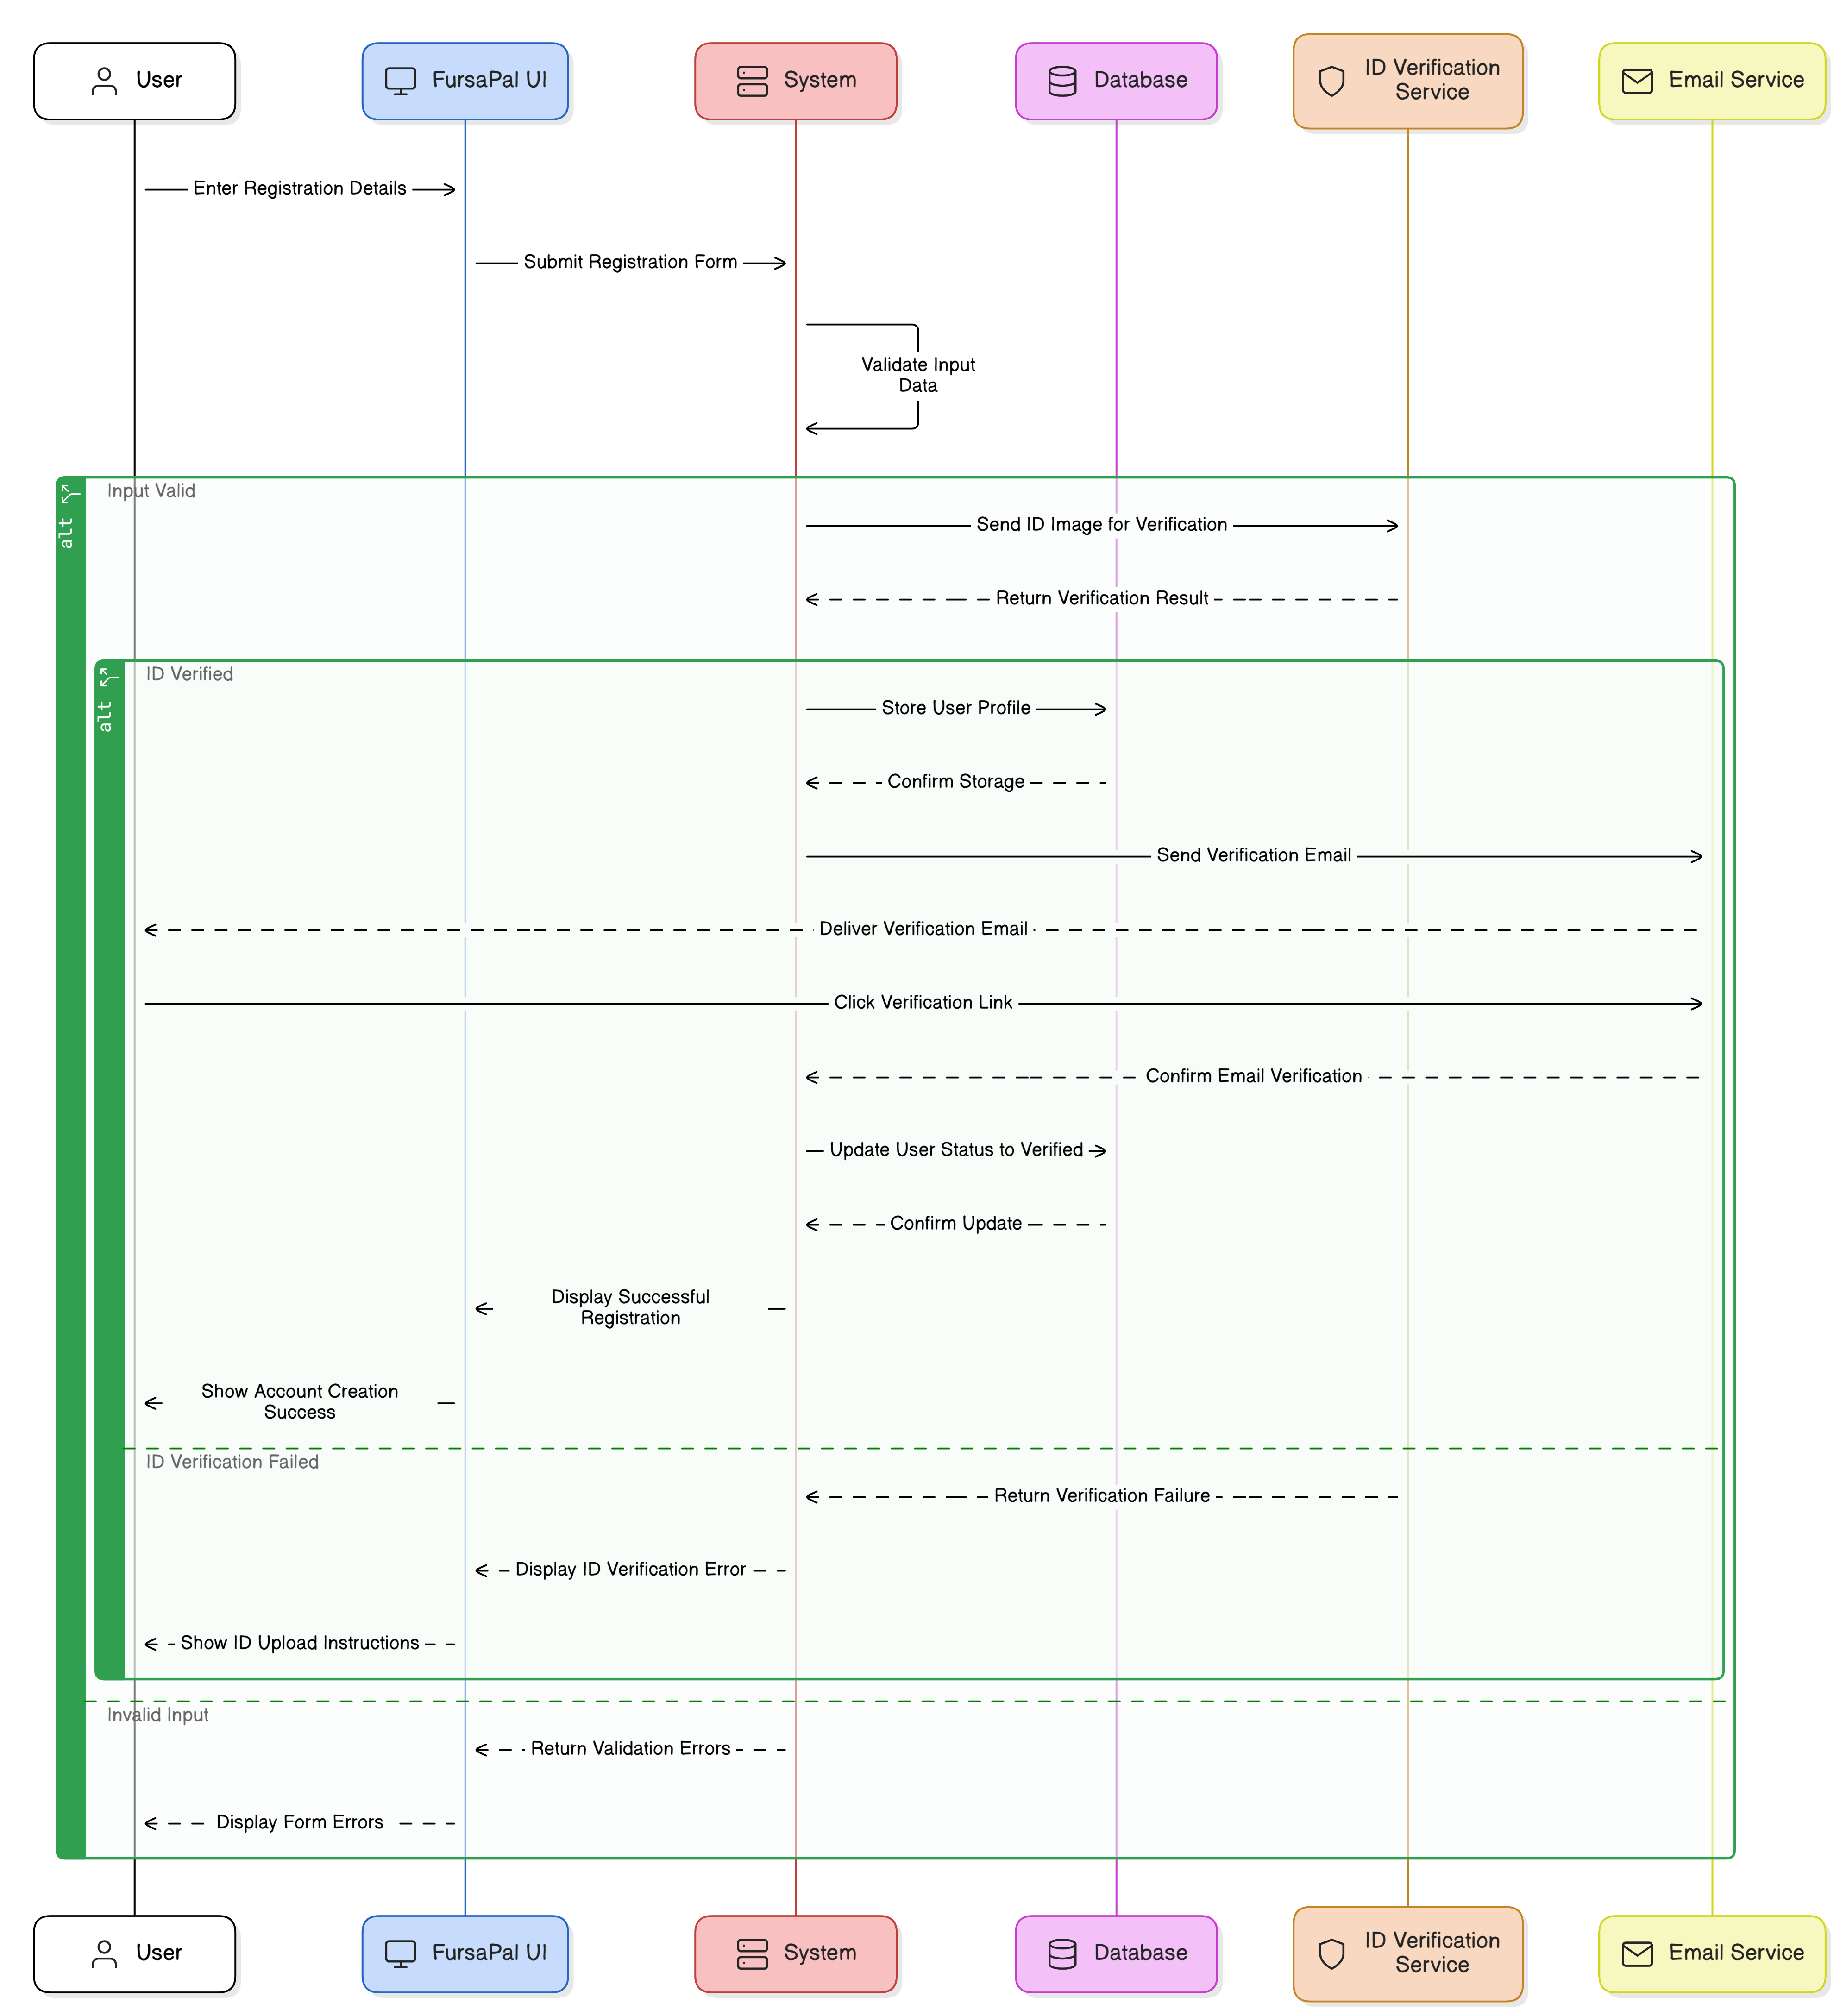 User
FursaPal UI
System
Database
ID Verification
Service
Email Service
Enter Registration Details
Submit Registration Form
Validate Input
Data
alt
Input Valid
Send ID Image for Verification
Return Verification Result
alt
ID Verified
Store User Profile
Confirm Storage
Send Verification Email
Deliver Verification Email
Click Verification Link
Confirm Email Verification
Update User Status to Verified
Confirm Update
Display Successful
Registration
Show Account Creation
Success
ID Verification Failed
Return Verification Failure
Display ID Verification Error
Show ID Upload Instructions
Invalid Input
Return Validation Errors
Display Form Errors
User
FursaPal UI
System
Database
ID Verification
Service
Email Service